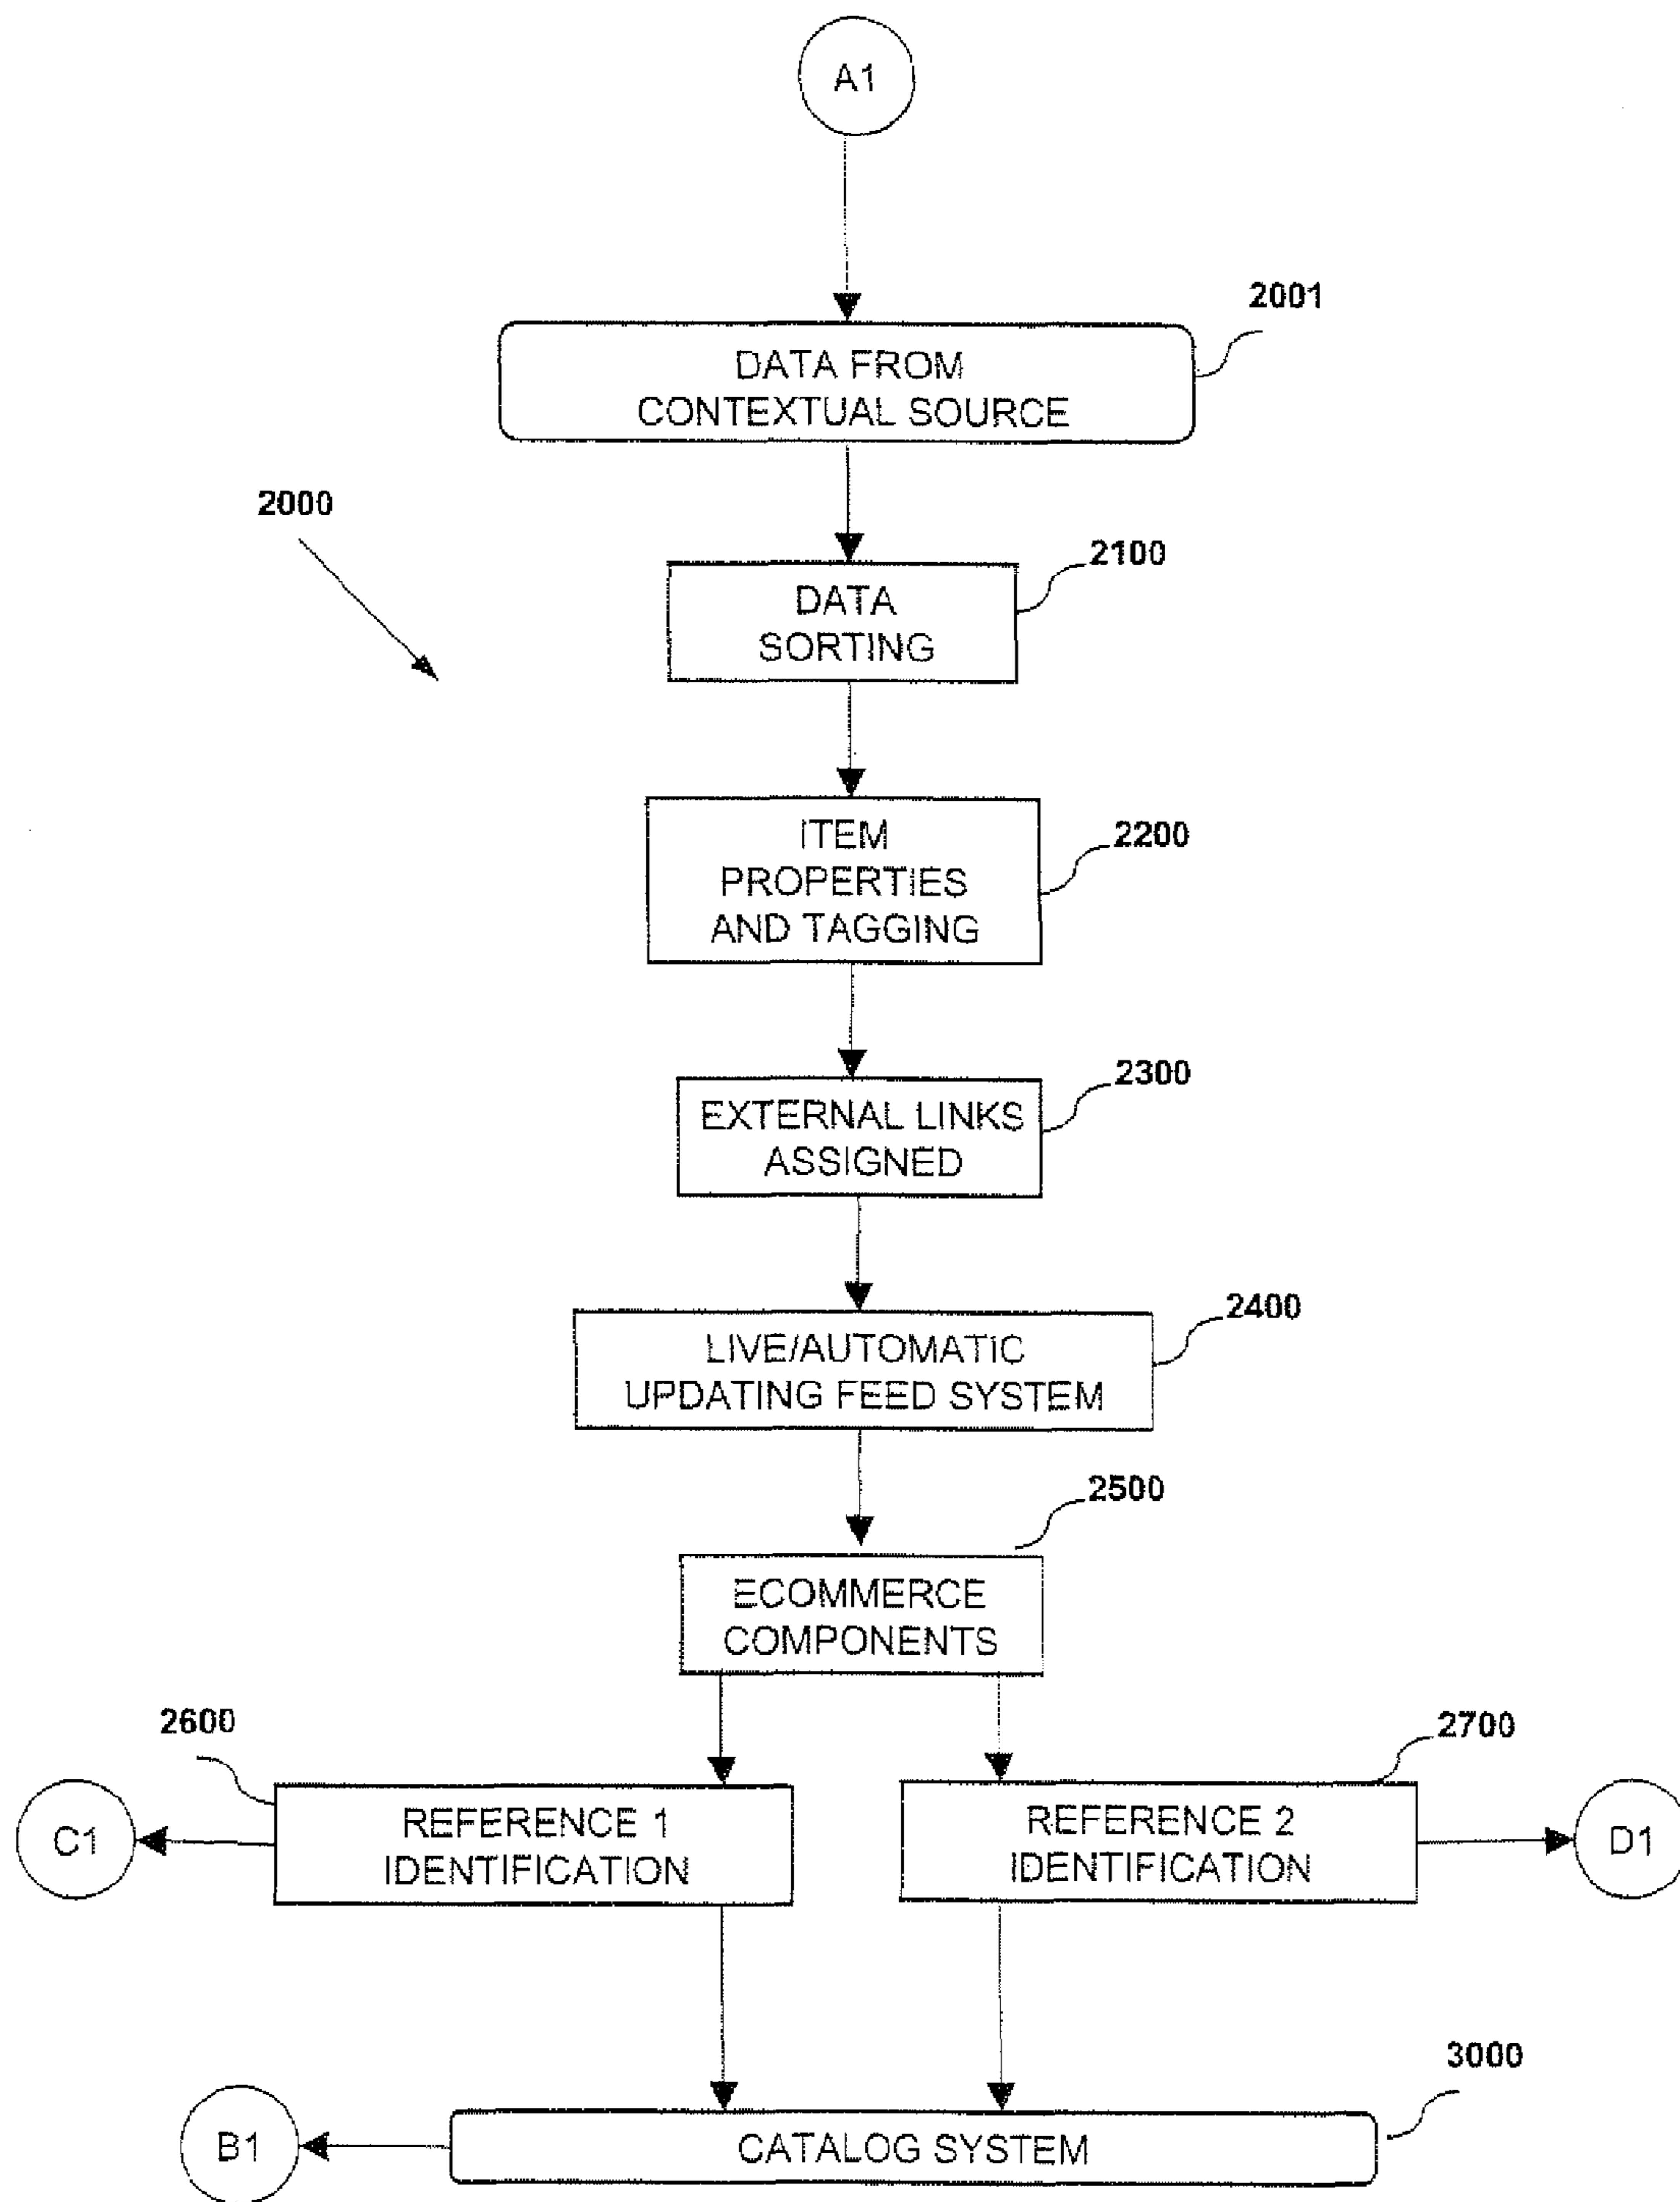 A1
2001
DATA FROM
CONTEXTUAL SOURCE
2000
2100
DATA
SORTING
2200
ITEM
PROPERTIES
AND TAGGING
2300
EXTERNAL LINKS
ASSIGNED
2400
LIVE/AUTOMATIC
UPDATING FEED SYSTEM
2500
ECOMMERCE
COMPONENTS
2600
2700
C1
REFERENCE 1
IDENTIFICATION
REFERENCE 2
IDENTIFICATION
D1
3000
B1
CATALOG SYSTEM